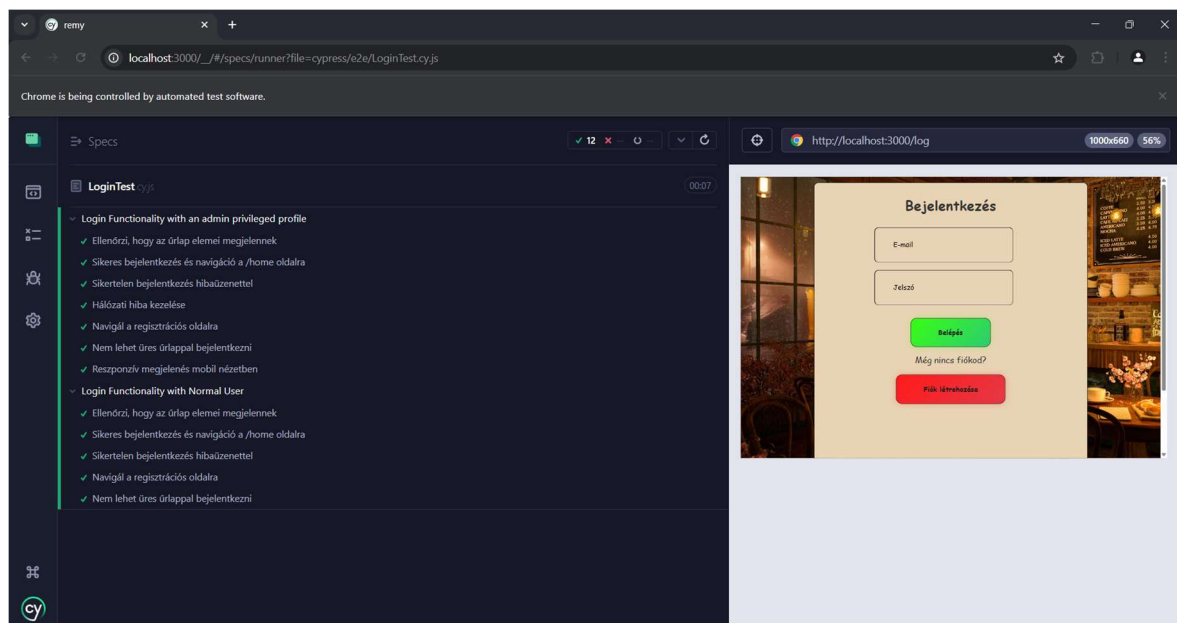 remy
localhost:3000/__/#/specs/runner?file=cypress/e2e/LoginTest.cy.js
Chrome is being controlled by automated test software.
Specs
12
-- --
LoginTest.cy.js
00:07
Login Functionality with an admin privileged profile
Ellenőrzi, hogy az űrlap elemei megjelennek
Sikeres bejelentkezés és navigáció a /home oldalra
Sikertelen bejelentkezés hibaüzenettel
Hálózati hiba kezelése
Navigál a regisztrációs oldalra
Nem lehet üres űrlappal bejelentkezni
Reszponzív megjelenés mobil nézetben
Login Functionality with Normal User
Ellenőrzi, hogy az űrlap elemei megjelennek
Sikeres bejelentkezés és navigáció a /home oldalra
Sikertelen bejelentkezés hibaüzenettel
Navigál a regisztrációs oldalra
Nem lehet üres űrlappal bejelentkezni
cy
http://localhost:3000/log
1000x660 56%
Bejelentkezés
E-mail
Jelszó
Belépés
Még nincs fiókod?
Fiók létrehozása